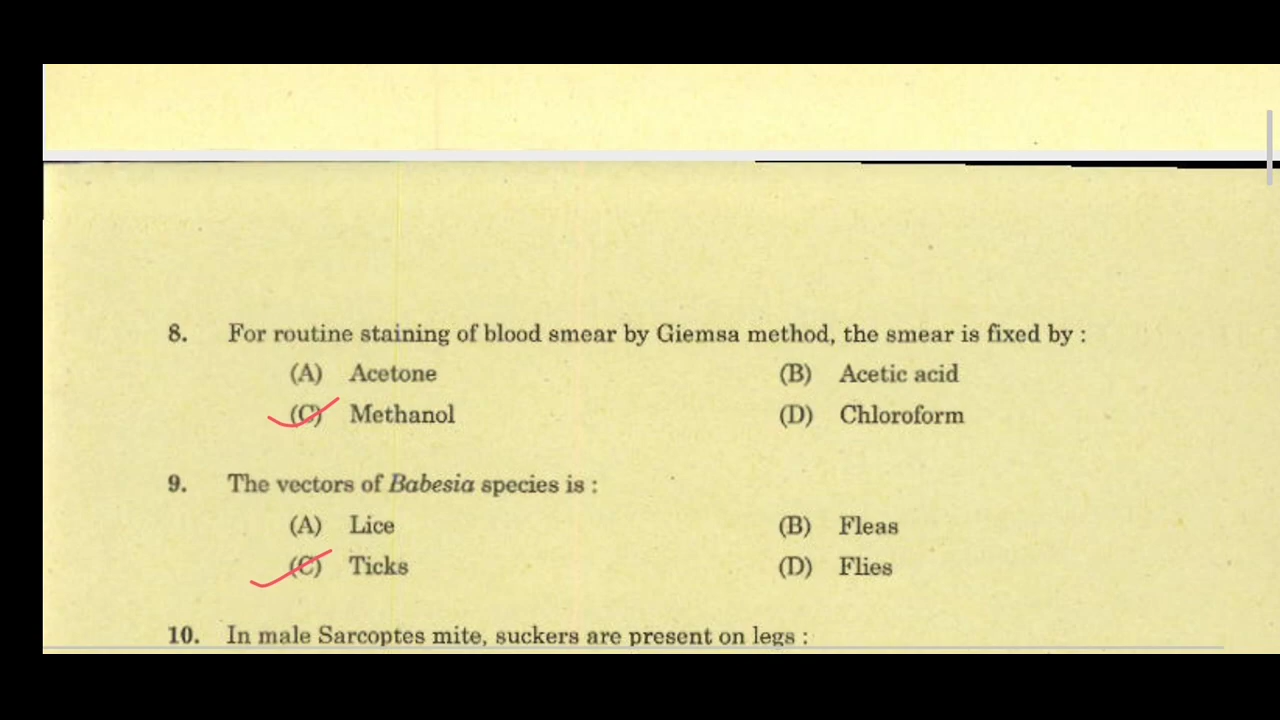 8. For routine staining of blood smear by Giemsa method, the smear is fixed by :
(A) Acetone (B) Acetic acid
(C) Methanol (D) Chloroform
9. The vectors of Babesia species is :
(A) Lice (B) Fleas
(C) Ticks (D) Flies
10. In male Sarcoptes mite, suckers are present on legs :